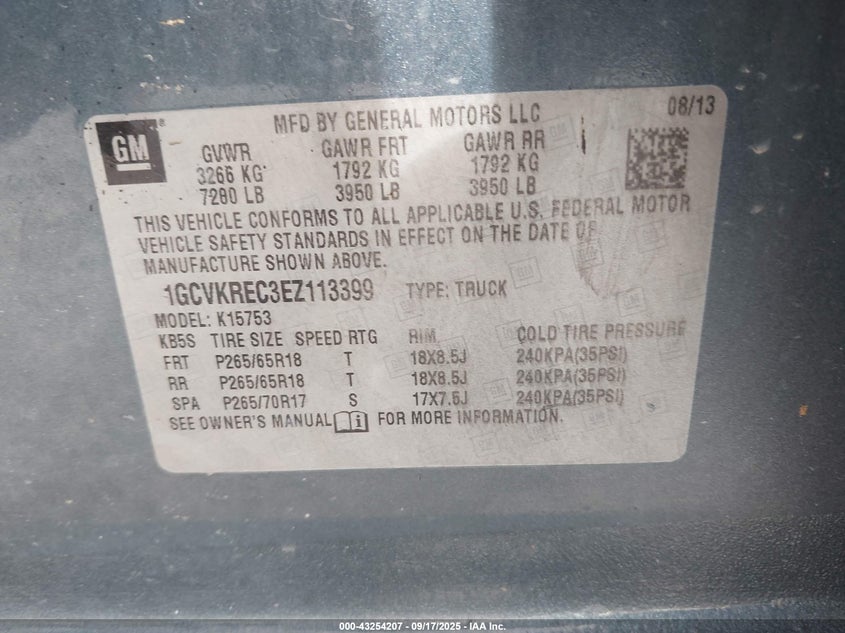 GM
MFD BY GENERAL MOTORS LLC 08/13
GVWR GAWR FRT GAWR RR
3266 KG 1792 KG 1792 KG
7200 LB 3950 LB 3950 LB
THIS VEHICLE CONFORMS TO ALL APPLICABLE U.S. FEDERAL MOTOR
VEHICLE SAFETY STANDARDS IN EFFECT ON THE DATE OF
MANUFACTURE SHOWN ABOVE.
1GCVKREC3EZ113399 TYPE: TRUCK
MODEL: K15753
KB5S TIRE SIZE SPEED RTG RIM COLD TIRE PRESSURE
FRT P265/65R18 T 18X8.5J 240KPA(35PSI)
RR P265/65R18 T 18X8.5J 240KPA(35PSI)
SPA P265/70R17 S 17X7.5J 240KPA(35PSI)
SEE OWNER'S MANUAL FOR MORE INFORMATION.
000-43254207 - 09/17/2025 - IAA Inc.